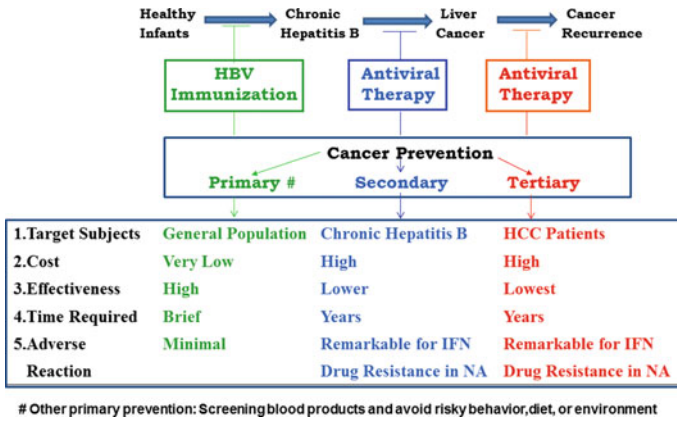 Healthy Infants
Chronic Hepatitis B
Liver Cancer
Cancer Recurrence
HBV Immunization
Antiviral Therapy
Antiviral Therapy
Cancer Prevention
Primary # Secondary Tertiary
1.Target Subjects General Population Chronic Hepatitis B HCC Patients
2.Cost Very Low High High
3.Effectiveness High Lower Lowest
4.Time Required Brief Years Years
5.Adverse Minimal Remarkable for IFN Remarkable for IFN
Reaction Drug Resistance in NA Drug Resistance in NA
# Other primary prevention: Screening blood products and avoid risky behavior,diet, or environment